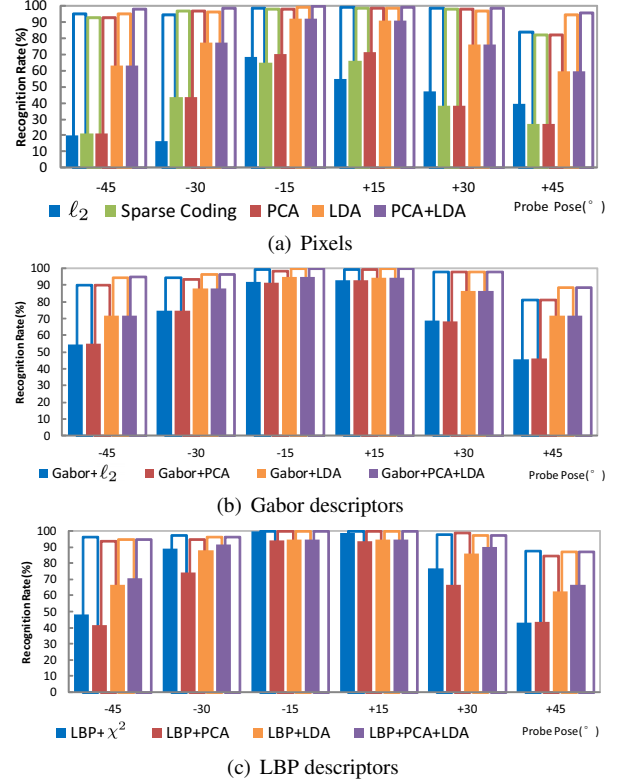 Recognition Rate(%)
100
90
80
70
60
50
40
30
20
10
0
-45 -30 -15 +15 +30 +45
ℓ2 Sparse Coding PCA LDA PCA+LDA Probe Pose(°)
(a) Pixels
Recognition Rate(%)
100
90
80
70
60
50
40
30
20
10
0
-45 -30 -15 +15 +30 +45
Gabor+ℓ2 Gabor+PCA Gabor+LDA Gabor+PCA+LDA Probe Pose(°)
(b) Gabor descriptors
Recognition Rate(%)
100
90
80
70
60
50
40
30
20
10
0
-45 -30 -15 +15 +30 +45
LBP+χ² LBP+PCA LBP+LDA LBP+PCA+LDA Probe Pose(°)
(c) LBP descriptors